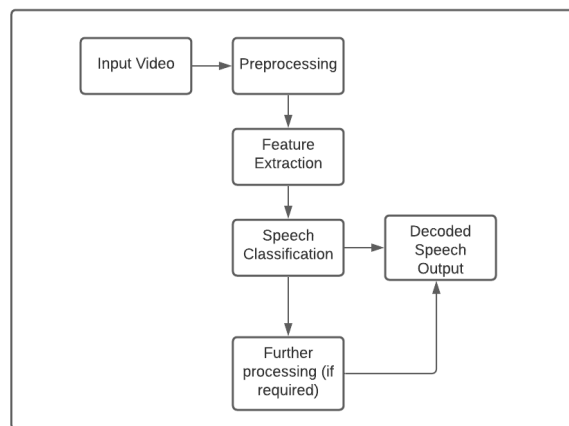 Input Video
Preprocessing
Feature
Extraction
Speech
Classification
Decoded
Speech
Output
Further
processing (if
required)